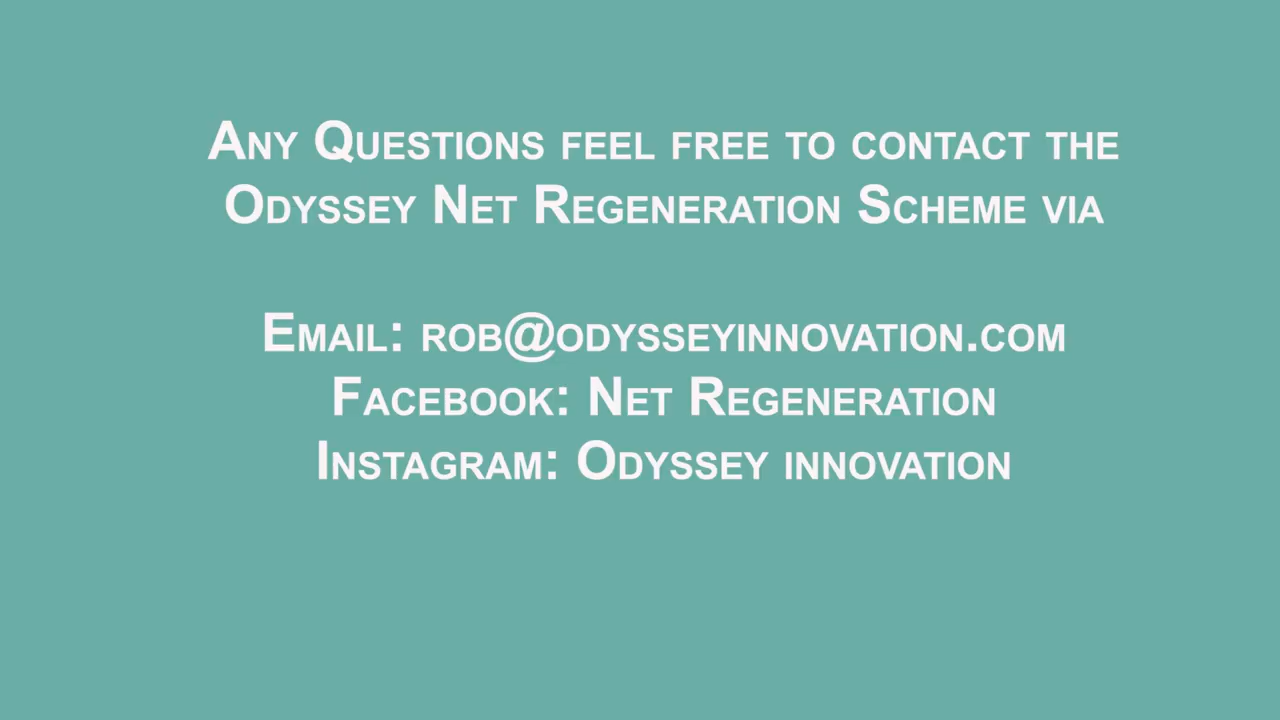 Any Questions feel free to contact the
Odyssey Net Regeneration Scheme via
Email: rob@odysseyinnovation.com
Facebook: Net Regeneration
Instagram: Odyssey innovation